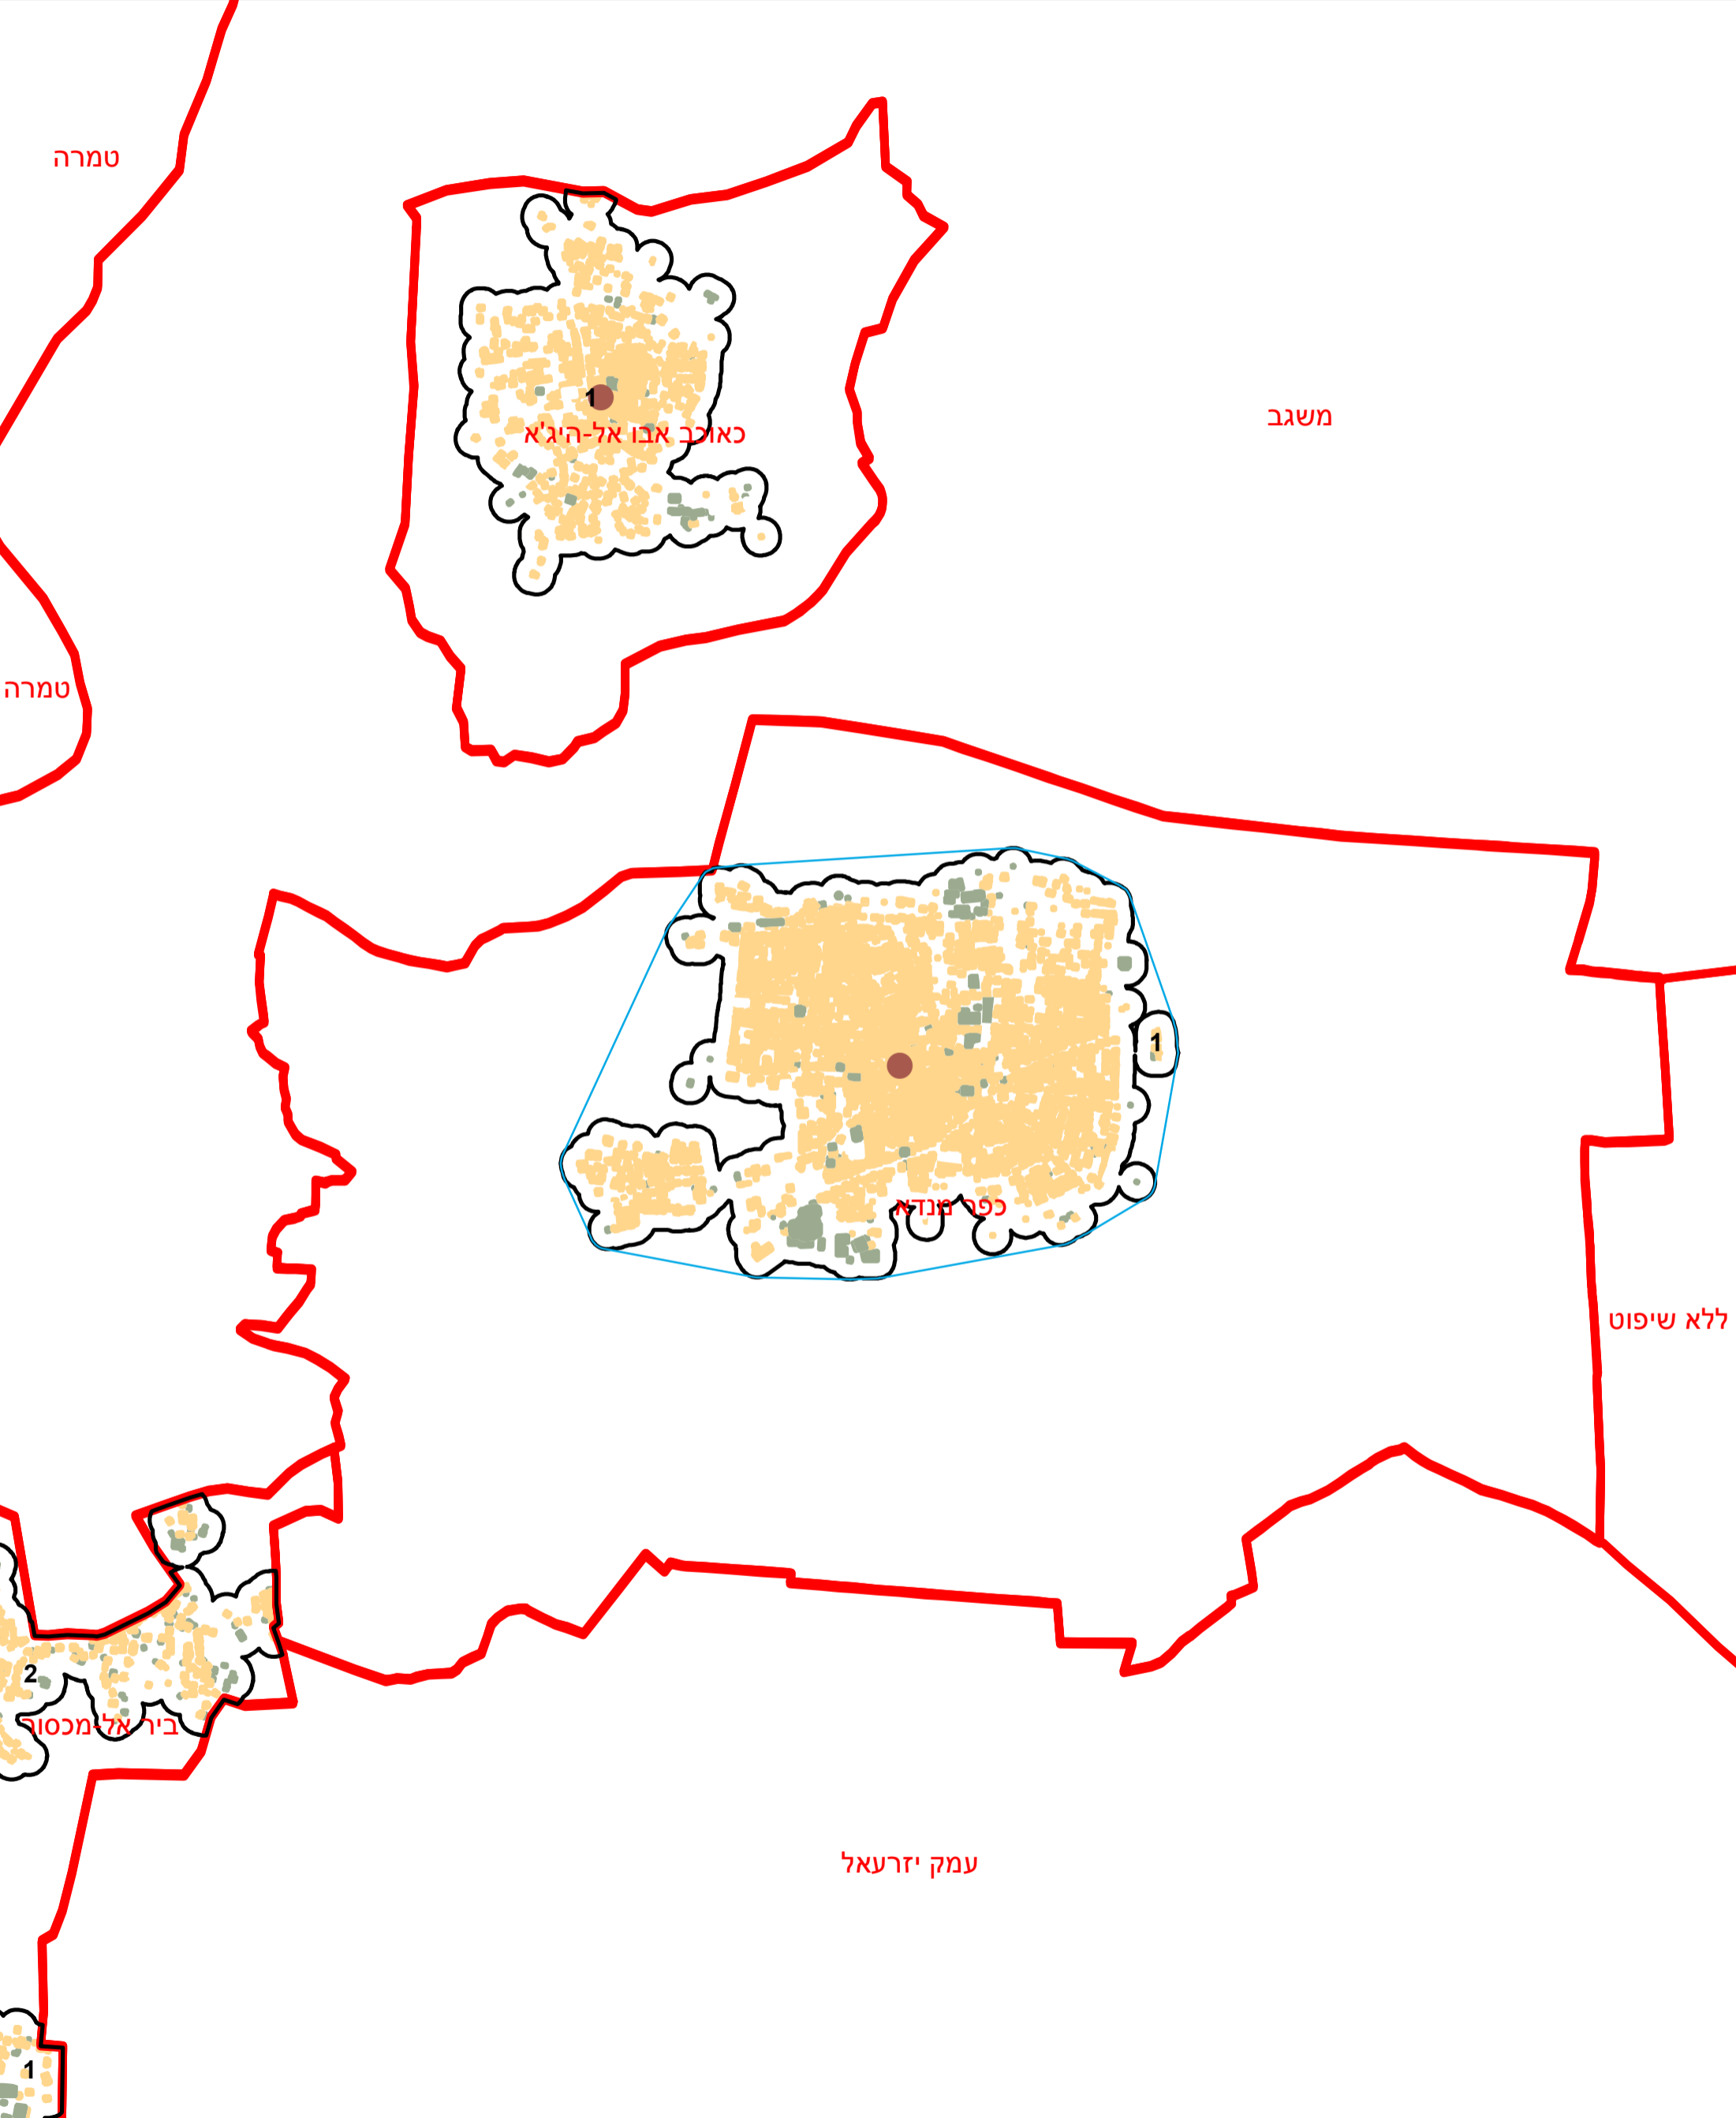 טמרה
משגב
1
כאוכב אבו אל-היג'א
טמרה
1
כפר מנדא
ללא שיפוט
2
ביר אל-מכסור
עמק יזרעאל
1